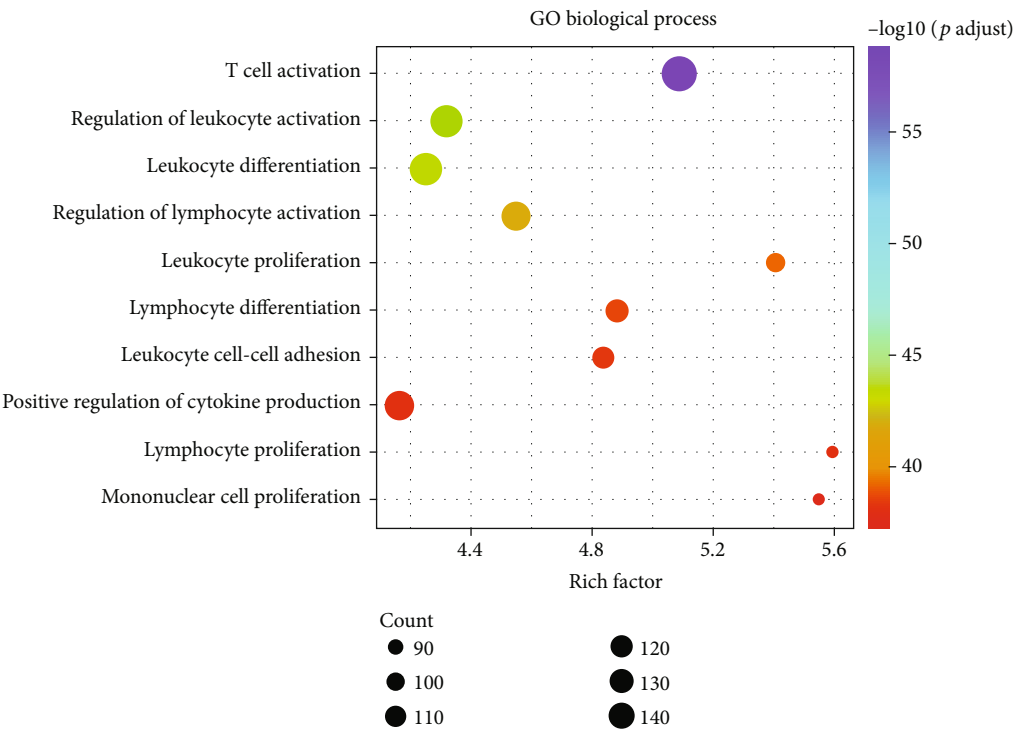 GO biological process
–log10 (p adjust)
T cell activation
Regulation of leukocyte activation
Leukocyte differentiation
Regulation of lymphocyte activation
Leukocyte proliferation
Lymphocyte differentiation
Leukocyte cell-cell adhesion
Positive regulation of cytokine production
Lymphocyte proliferation
Mononuclear cell proliferation
55
50
45
40
4.4 4.8 5.2 5.6
Rich factor
Count
90 120
100 130
110 140